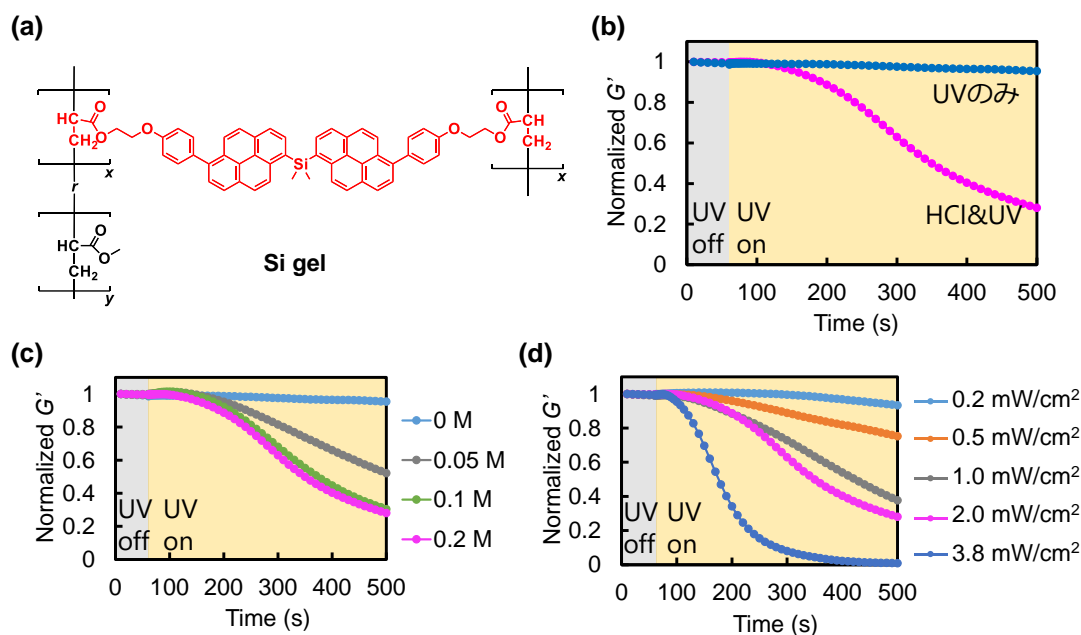 (a)
HC
O
O
CH₂
x
r
O
Si
O
O
O
CH
CH₂
x
HC
O
O
CH₂
y
Si gel
(b)
Normalized G'
1
0.8
0.6
0.4
0.2
0
UVのみ
HCl&UV
UV
off
UV
on
0 100 200 300 400 500
Time (s)
(c)
Normalized G'
1
0.8
0.6
0.4
0.2
0
UV
off
UV
on
0 100 200 300 400 500
Time (s)
0 M
0.05 M
0.1 M
0.2 M
(d)
Normalized G'
1
0.8
0.6
0.4
0.2
0
UV
off
UV
on
0 100 200 300 400 500
Time (s)
0.2 mW/cm²
0.5 mW/cm²
1.0 mW/cm²
2.0 mW/cm²
3.8 mW/cm²